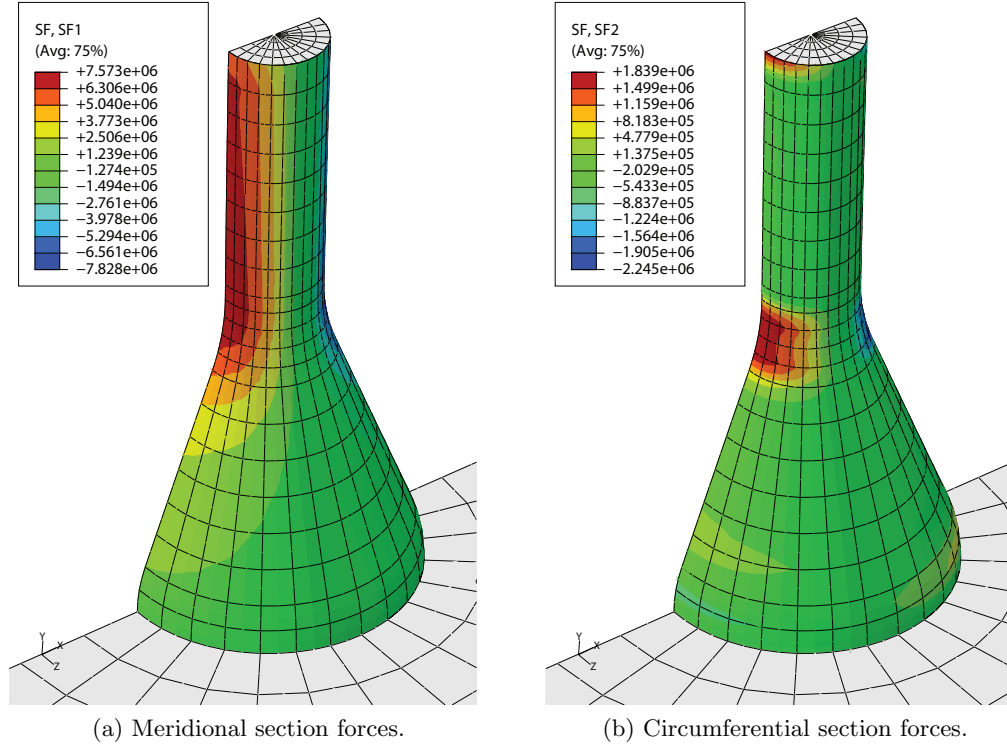 SF, SF1
(Avg: 75%)
+7.573e+06
+6.306e+06
+5.040e+06
+3.773e+06
+2.506e+06
+1.239e+06
−1.274e+05
−1.494e+06
−2.761e+06
−3.978e+06
−5.294e+06
−6.561e+06
−7.828e+06
Y
X
Z
(a) Meridional section forces.
SF, SF2
(Avg: 75%)
+1.839e+06
+1.499e+06
+1.159e+06
+8.183e+05
+4.779e+05
+1.375e+05
−2.029e+05
−5.433e+05
−8.837e+05
−1.224e+06
−1.564e+06
−1.905e+06
−2.245e+06
Y
X
Z
(b) Circumferential section forces.